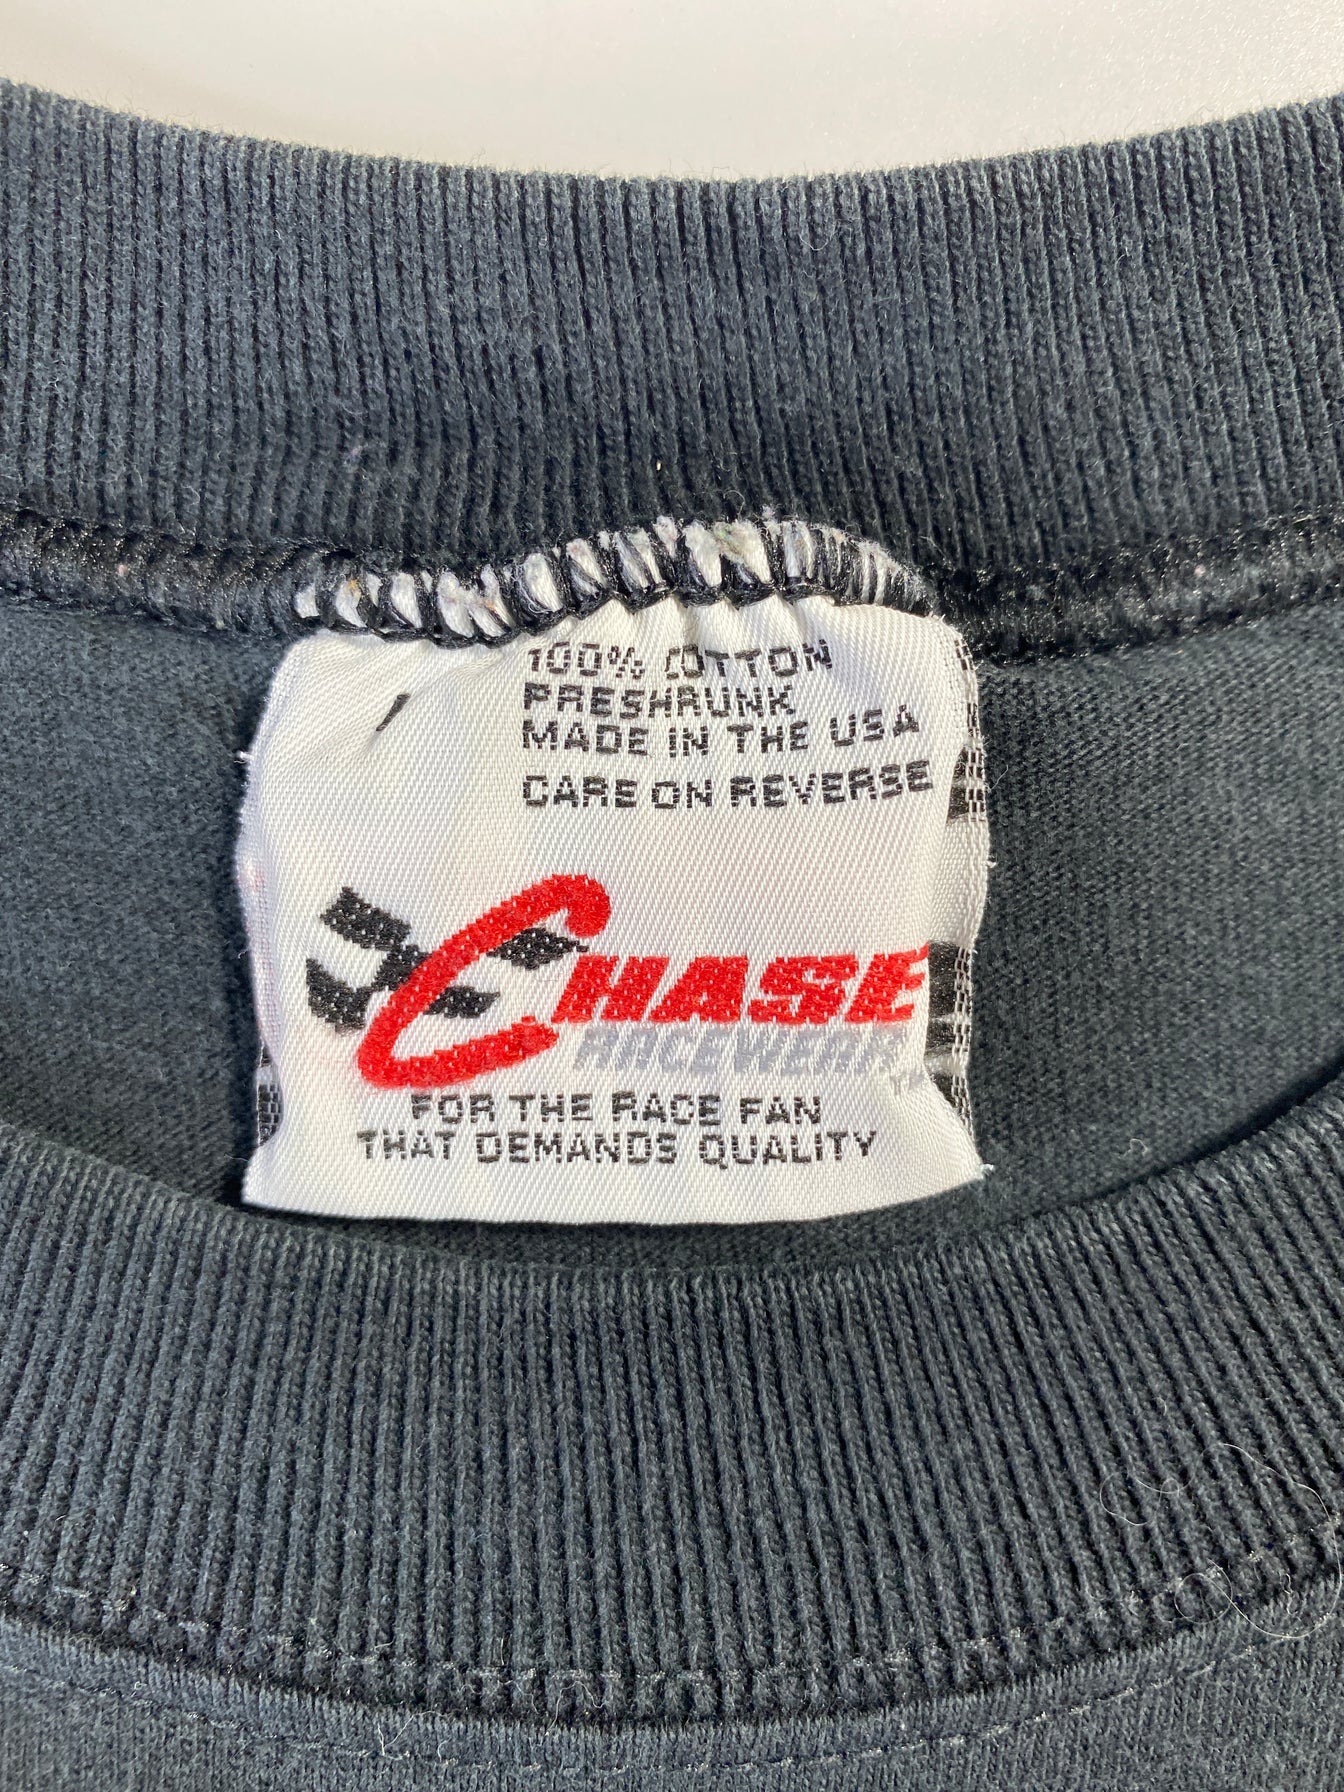 100% COTTON
PRESHRUNK
MADE IN THE USA
CARE ON REVERSE
CHASE
RACEWEAR TM
FOR THE RACE FAN
THAT DEMANDS QUALITY